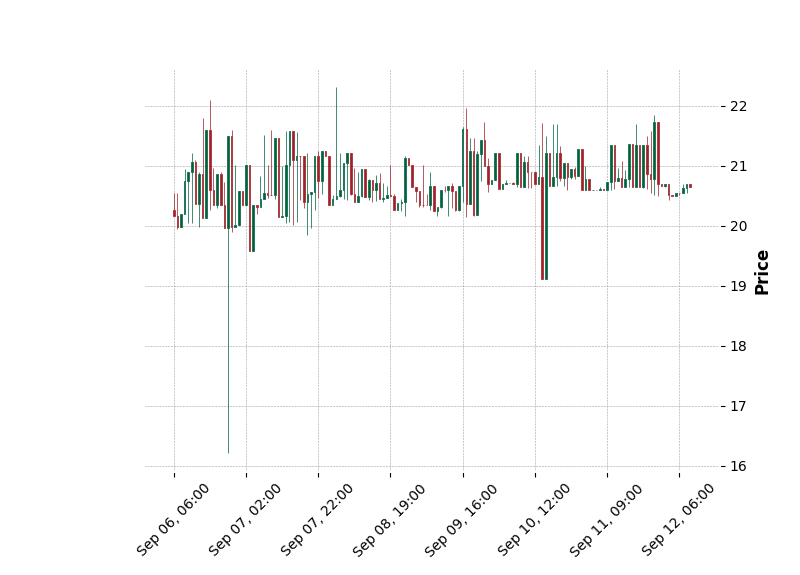 22
21
20
19
18
17
16
Price
Sep 06, 06:00
Sep 07, 02:00
Sep 07, 22:00
Sep 08, 19:00
Sep 09, 16:00
Sep 10, 12:00
Sep 11, 09:00
Sep 12, 06:00